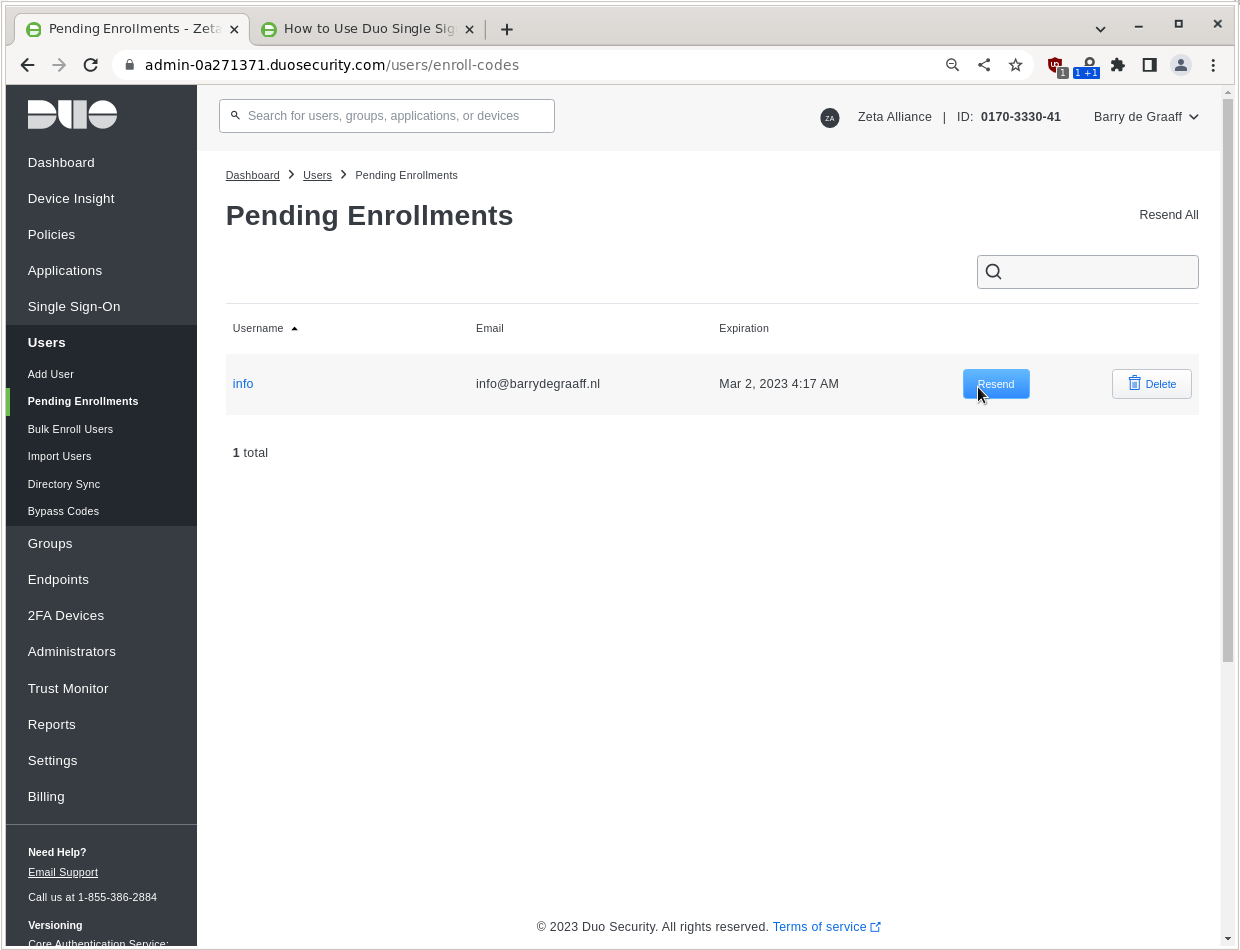 Pending Enrollments - Zeta
How to Use Duo Single Sig
admin-0a271371.duosecurity.com/users/enroll-codes
1
1 +1
DUO
Search for users, groups, applications, or devices
ZA
Zeta Alliance | ID: 0170-3330-41
Barry de Graaff
Dashboard
Device Insight
Policies
Applications
Single Sign-On
Users
Add User
Pending Enrollments
Bulk Enroll Users
Import Users
Directory Sync
Bypass Codes
Groups
Endpoints
2FA Devices
Administrators
Trust Monitor
Reports
Settings
Billing
Need Help?
Email Support
Call us at 1-855-386-2884
Versioning
Core Authentication Service:
Dashboard > Users > Pending Enrollments
Pending Enrollments
Resend All
Username Email Expiration
info info@barrydegraaff.nl Mar 2, 2023 4:17 AM Resend Delete
1 total
© 2023 Duo Security. All rights reserved. Terms of service